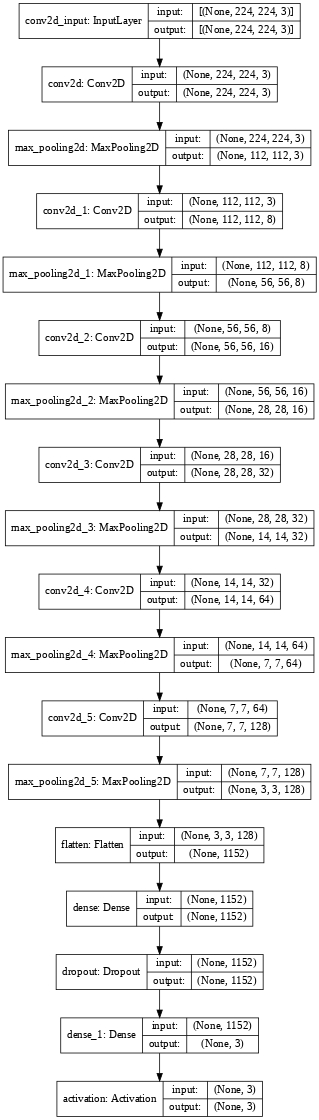 conv2d_input: InputLayer input: [(None, 224, 224, 3)]
output: [(None, 224, 224, 3)]
conv2d: Conv2D input: (None, 224, 224, 3)
output: (None, 224, 224, 3)
max_pooling2d: MaxPooling2D input: (None, 224, 224, 3)
output: (None, 112, 112, 3)
conv2d_1: Conv2D input: (None, 112, 112, 3)
output: (None, 112, 112, 8)
max_pooling2d_1: MaxPooling2D input: (None, 112, 112, 8)
output: (None, 56, 56, 8)
conv2d_2: Conv2D input: (None, 56, 56, 8)
output: (None, 56, 56, 16)
max_pooling2d_2: MaxPooling2D input: (None, 56, 56, 16)
output: (None, 28, 28, 16)
conv2d_3: Conv2D input: (None, 28, 28, 16)
output: (None, 28, 28, 32)
max_pooling2d_3: MaxPooling2D input: (None, 28, 28, 32)
output: (None, 14, 14, 32)
conv2d_4: Conv2D input: (None, 14, 14, 32)
output: (None, 14, 14, 64)
max_pooling2d_4: MaxPooling2D input: (None, 14, 14, 64)
output: (None, 7, 7, 64)
conv2d_5: Conv2D input: (None, 7, 7, 64)
output: (None, 7, 7, 128)
max_pooling2d_5: MaxPooling2D input: (None, 7, 7, 128)
output: (None, 3, 3, 128)
flatten: Flatten input: (None, 3, 3, 128)
output: (None, 1152)
dense: Dense input: (None, 1152)
output: (None, 1152)
dropout: Dropout input: (None, 1152)
output: (None, 1152)
dense_1: Dense input: (None, 1152)
output: (None, 3)
activation: Activation input: (None, 3)
output: (None, 3)